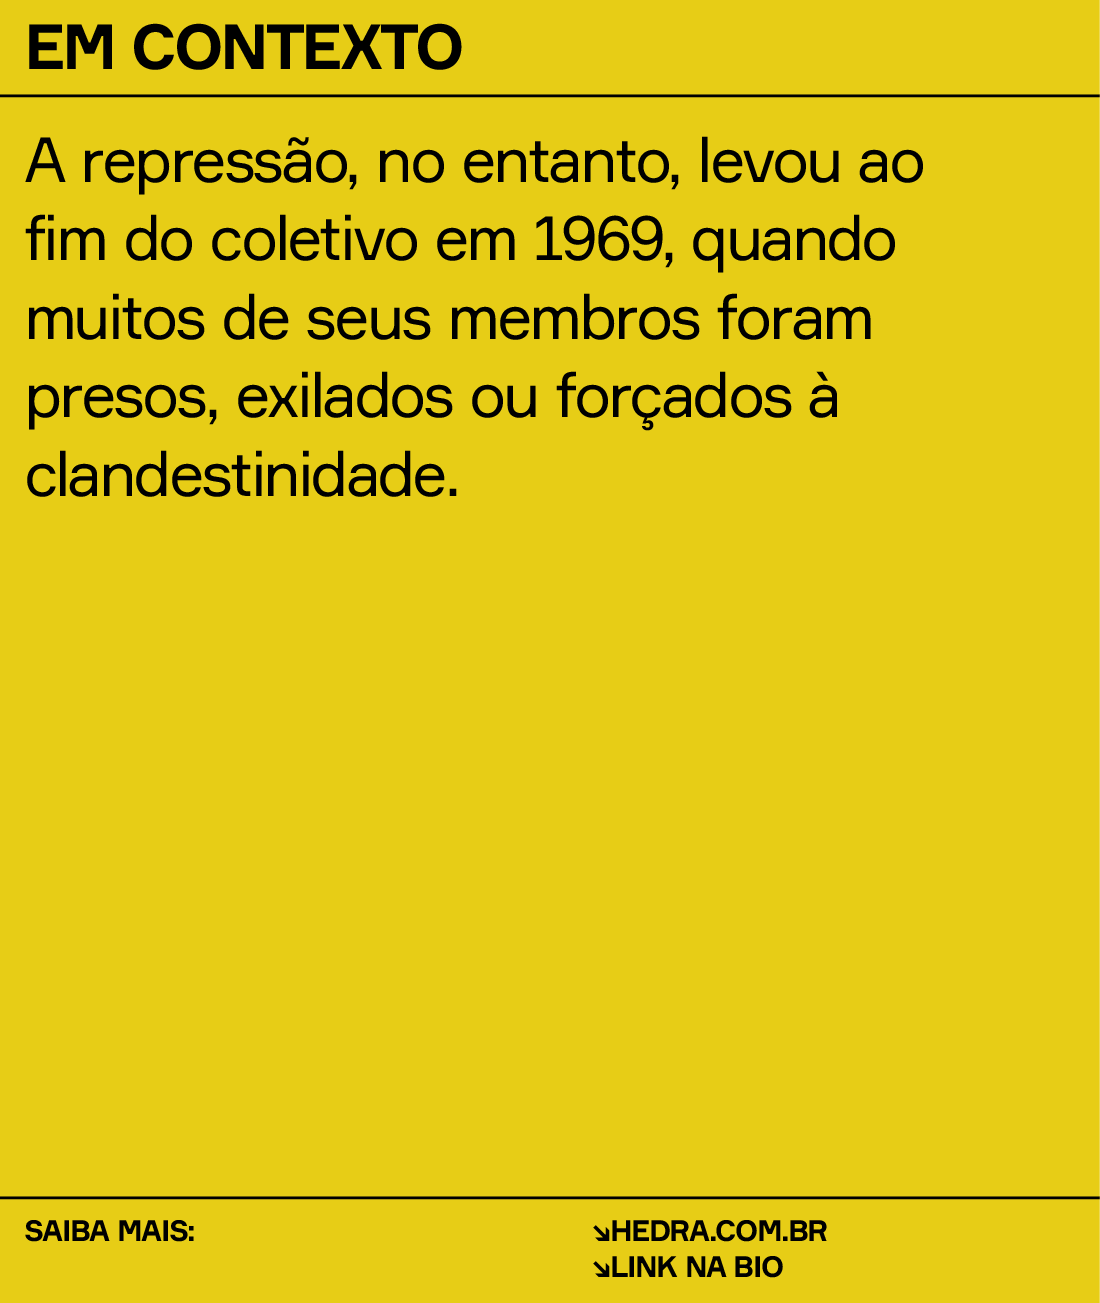 EM CONTEXTO
A repressão, no entanto, levou ao
fim do coletivo em 1969, quando
muitos de seus membros foram
presos, exilados ou forçados à
clandestinidade.
SAIBA MAIS:
↘HEDRA.COM.BR
↘LINK NA BIO